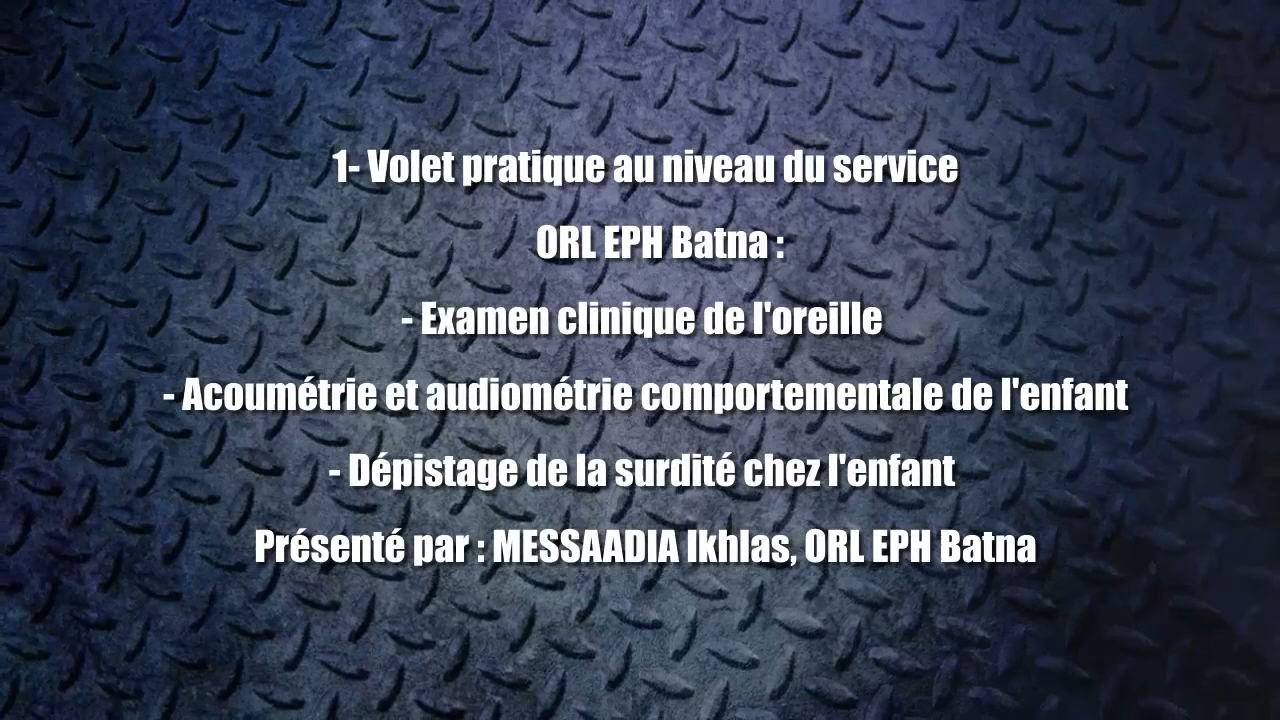 1- Volet pratique au niveau du service
ORL EPH Batna :
- Examen clinique de l'oreille
- Acoumétrie et audiométrie comportementale de l'enfant
- Dépistage de la surdité chez l'enfant
Présenté par : MESSAADIA Ikhlas, ORL EPH Batna